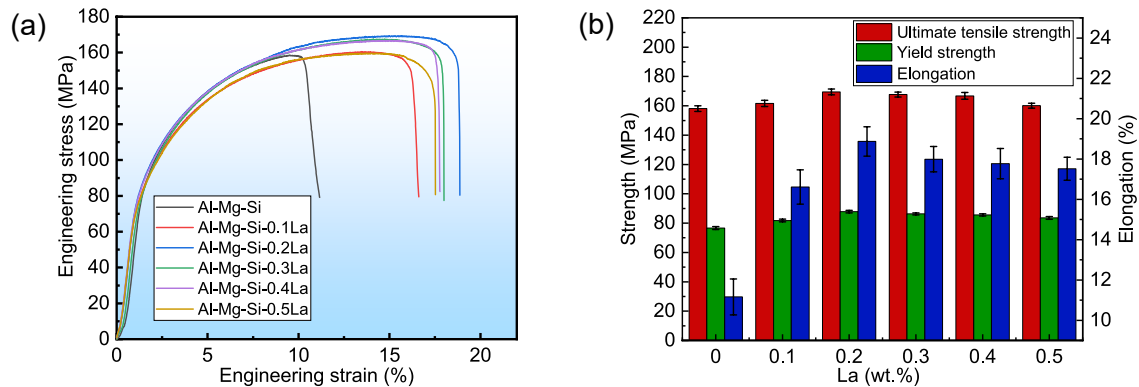 (a)
180
160
140
120
100
80
60
40
20
0
Engineering stress (MPa)
Al-Mg-Si
Al-Mg-Si-0.1La
Al-Mg-Si-0.2La
Al-Mg-Si-0.3La
Al-Mg-Si-0.4La
Al-Mg-Si-0.5La
0
5
10
15
20
Engineering strain (%)
(b)
220
200
180
160
140
120
100
80
60
40
20
0
Strength (MPa)
Ultimate tensile strength
Yield strength
Elongation
24
22
20
18
16
14
12
10
Elongation (%)
0
0.1
0.2
0.3
0.4
0.5
La (wt.%)